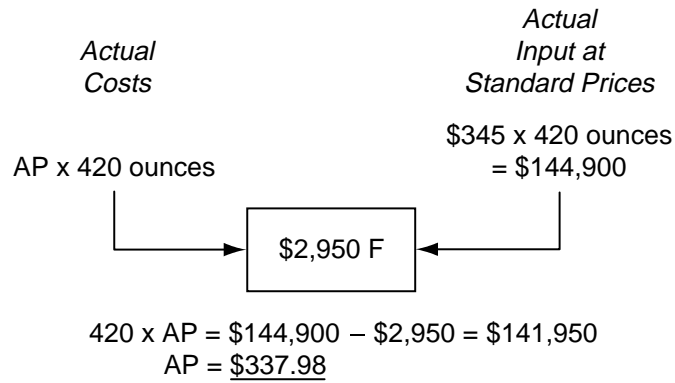 Actual
Costs
Actual
Input at
Standard Prices
AP x 420 ounces
$345 x 420 ounces
= $144,900
$2,950 F
420 x AP = $144,900 – $2,950 = $141,950
AP = $337.98